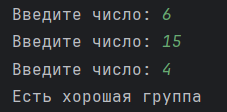 Введите число: 6
Введите число: 15
Введите число: 4
Есть хорошая группа